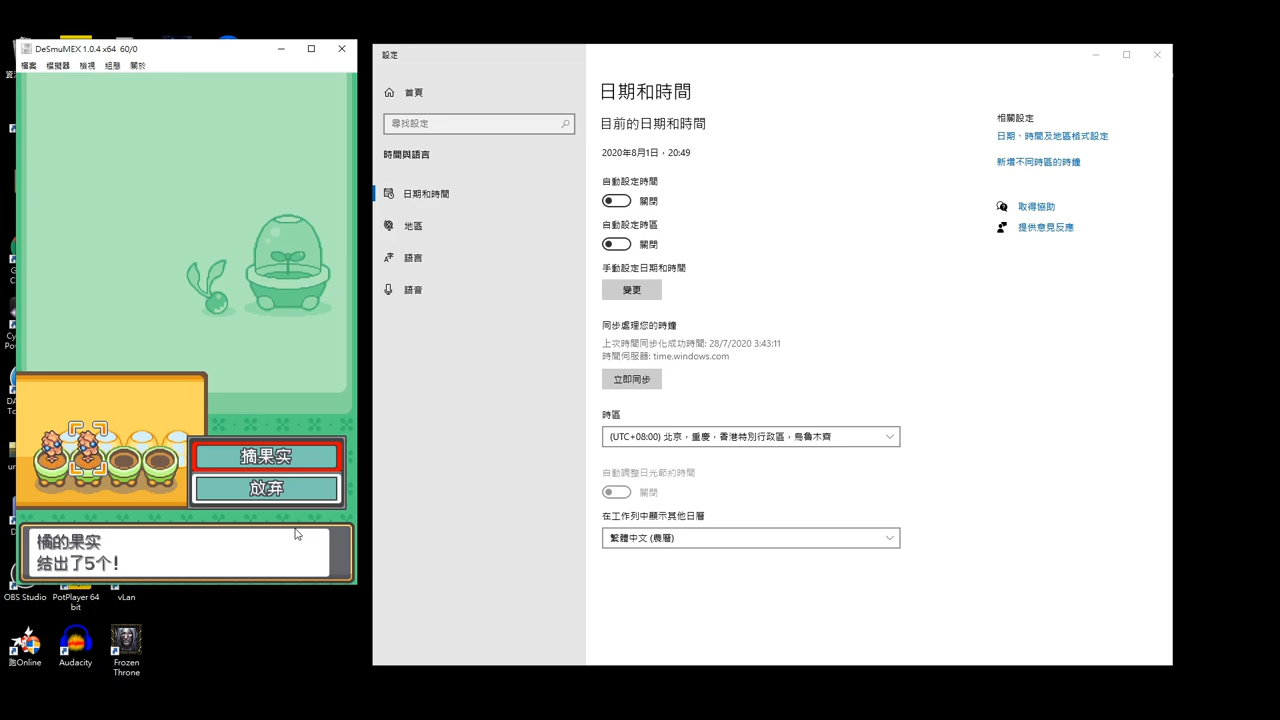 DeSmuMEX 1.0.4 x64 60/0
檔案 模擬器 檢視 組態 關於
摘果实
放弃
橘的果实
结出了5个!
OBS Studio
PotPlayer 64 bit
vLan
跑Online
Audacity
Frozen Throne
設定
首頁
尋找設定
時間與語言
日期和時間
地區
語言
語音
日期和時間
目前的日期和時間
2020年8月1日，20:49
自動設定時間
關閉
自動設定時區
關閉
手動設定日期和時間
變更
同步處理您的時鐘
上次時間同步化成功時間: 28/7/2020 3:43:11
時間伺服器: time.windows.com
立即同步
時區
(UTC+08:00) 北京，重慶，香港特別行政區，烏魯木齊
自動調整日光節約時間
關閉
在工作列中顯示其他日曆
繁體中文 (農曆)
相關設定
日期、時間及地區格式設定
新增不同時區的時鐘
取得協助
提供意見反應